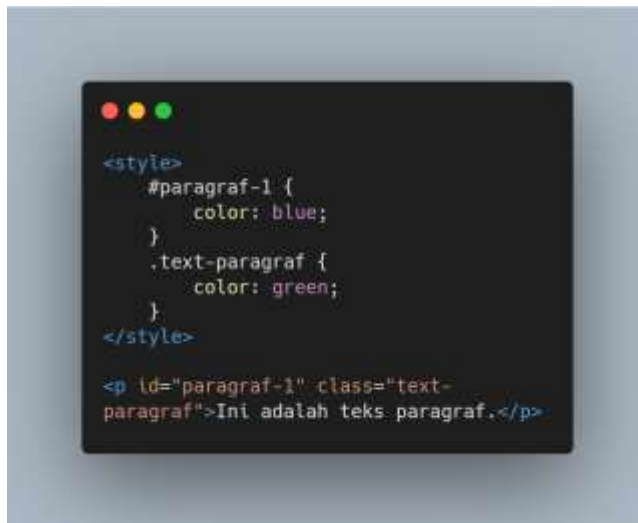 <style>
#paragraf-1 {
color: blue;
}
.text-paragraf {
color: green;
}
</style>
<p id="paragraf-1" class="text-
paragraf">Ini adalah teks paragraf.</p>